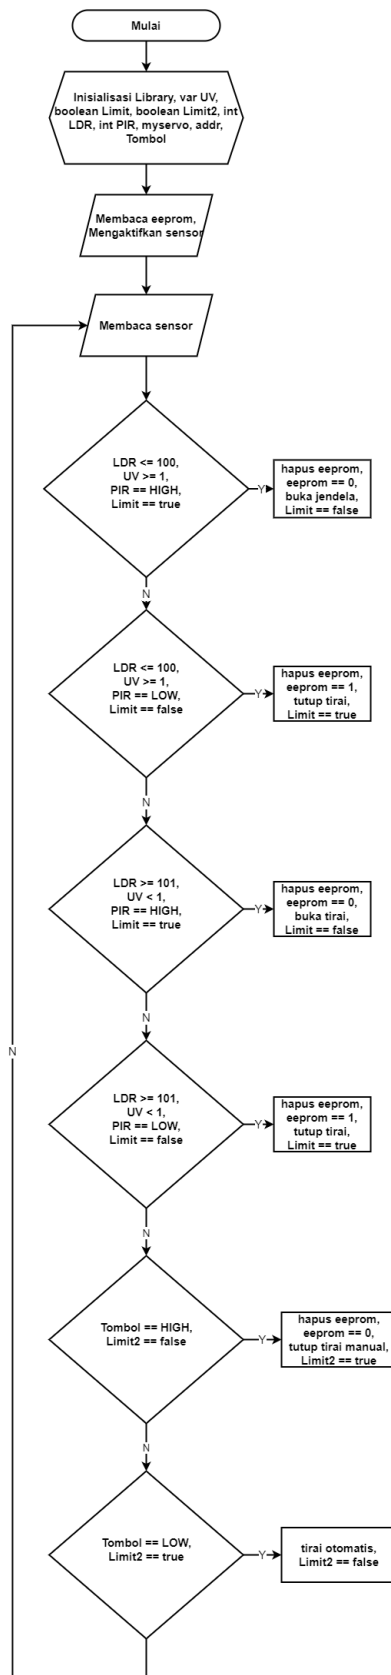 Mulai
Inisialisasi Library, var UV,
boolean Limit, boolean Limit2, int
LDR, int PIR, myservo, addr,
Tombol
Membaca eeprom,
Mengaktifkan sensor
Membaca sensor
LDR <= 100,
UV >= 1,
PIR == HIGH,
Limit == true
Y
hapus eeprom,
eeprom == 0,
buka jendela,
Limit == false
N
LDR <= 100,
UV >= 1,
PIR == LOW,
Limit == false
Y
hapus eeprom,
eeprom == 1,
tutup tirai,
Limit == true
N
LDR >= 101,
UV < 1,
PIR == HIGH,
Limit == true
Y
hapus eeprom,
eeprom == 0,
buka tirai,
Limit == false
N
N
LDR >= 101,
UV < 1,
PIR == LOW,
Limit == false
Y
hapus eeprom,
eeprom == 1,
tutup tirai,
Limit == true
N
Tombol == HIGH,
Limit2 == false
Y
hapus eeprom,
eeprom == 0,
tutup tirai manual,
Limit2 == true
N
Tombol == LOW,
Limit2 == true
Y
tirai otomatis,
Limit2 == false